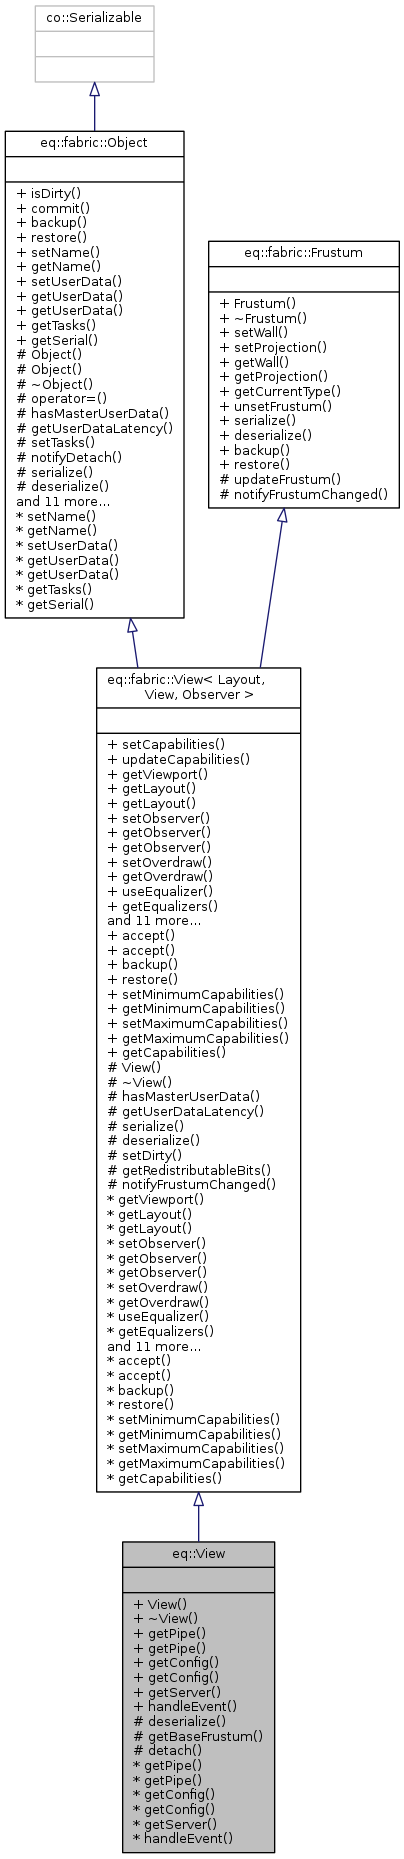 co::Serializable
eq::fabric::Object
+ isDirty()
+ commit()
+ backup()
+ restore()
+ setName()
+ getName()
+ setUserData()
+ getUserData()
+ getUserData()
+ getTasks()
+ getSerial()
# Object()
# Object()
# ~Object()
# operator=()
# hasMasterUserData()
# getUserDataLatency()
# setTasks()
# notifyDetach()
# serialize()
# deserialize()
and 11 more...
* setName()
* getName()
* setUserData()
* getUserData()
* getUserData()
* getTasks()
* getSerial()
eq::fabric::Frustum
+ Frustum()
+ ~Frustum()
+ setWall()
+ setProjection()
+ getWall()
+ getProjection()
+ getCurrentType()
+ unsetFrustum()
+ serialize()
+ deserialize()
+ backup()
+ restore()
# updateFrustum()
# notifyFrustumChanged()
eq::fabric::View< Layout,
View, Observer >
+ setCapabilities()
+ updateCapabilities()
+ getViewport()
+ getLayout()
+ getLayout()
+ setObserver()
+ getObserver()
+ getObserver()
+ setOverdraw()
+ getOverdraw()
+ useEqualizer()
+ getEqualizers()
and 11 more...
+ accept()
+ accept()
+ backup()
+ restore()
+ setMinimumCapabilities()
+ getMinimumCapabilities()
+ setMaximumCapabilities()
+ getMaximumCapabilities()
+ getCapabilities()
# View()
# ~View()
# hasMasterUserData()
# getUserDataLatency()
# serialize()
# deserialize()
# setDirty()
# getRedistributableBits()
# notifyFrustumChanged()
* getViewport()
* getLayout()
* getLayout()
* setObserver()
* getObserver()
* getObserver()
* setOverdraw()
* getOverdraw()
* useEqualizer()
* getEqualizers()
and 11 more...
* accept()
* accept()
* backup()
* restore()
* setMinimumCapabilities()
* getMinimumCapabilities()
* setMaximumCapabilities()
* getMaximumCapabilities()
* getCapabilities()
eq::View
+ View()
+ ~View()
+ getPipe()
+ getPipe()
+ getConfig()
+ getConfig()
+ getServer()
+ handleEvent()
# deserialize()
# getBaseFrustum()
# detach()
* getPipe()
* getPipe()
* getConfig()
* getConfig()
* getServer()
* handleEvent()